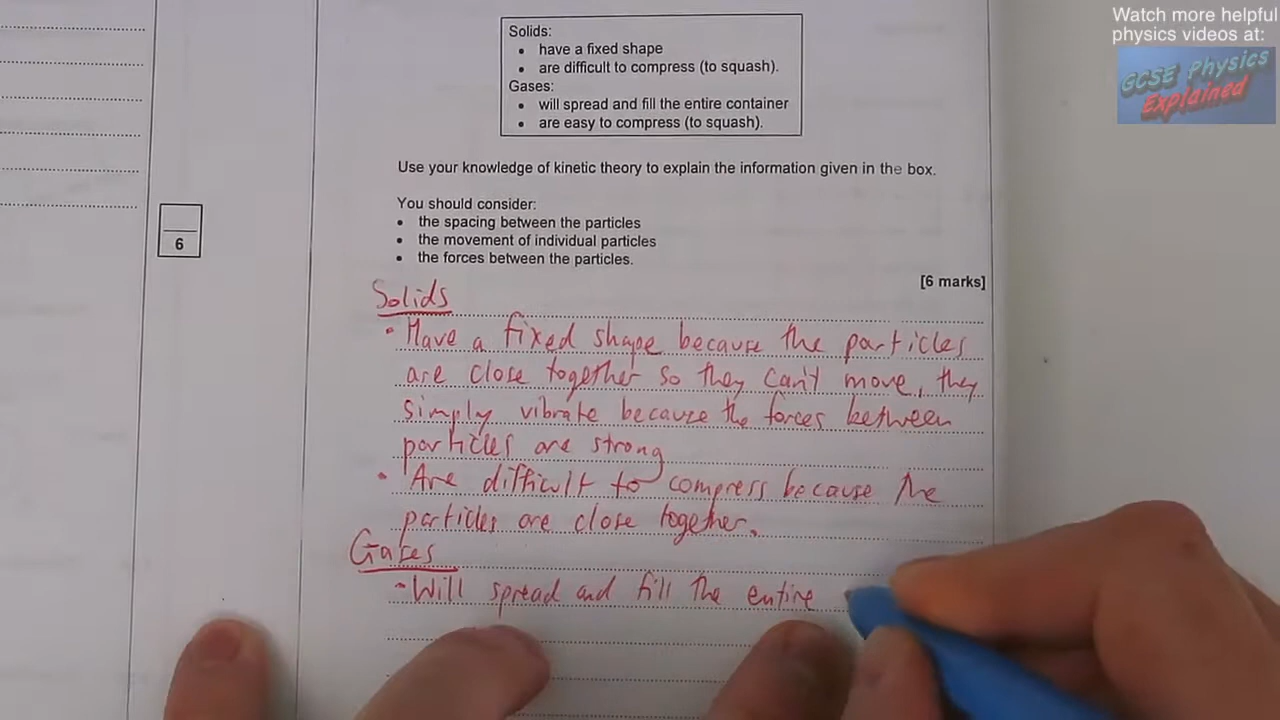 Watch more helpful
physics videos at:
GCSE Physics
Explained
Solids:
• have a fixed shape
• are difficult to compress (to squash).
Gases:
• will spread and fill the entire container
• are easy to compress (to squash).
Use your knowledge of kinetic theory to explain the information given in the box.
You should consider:
• the spacing between the particles
• the movement of individual particles
• the forces between the particles.
6
[6 marks]
Solids
• Have a fixed shape because the particles
are close together so they can't move, they
simply vibrate because the forces between
particles are strong
• Are difficult to compress because the
particles are close together.
Gases
• Will spread and fill the entire